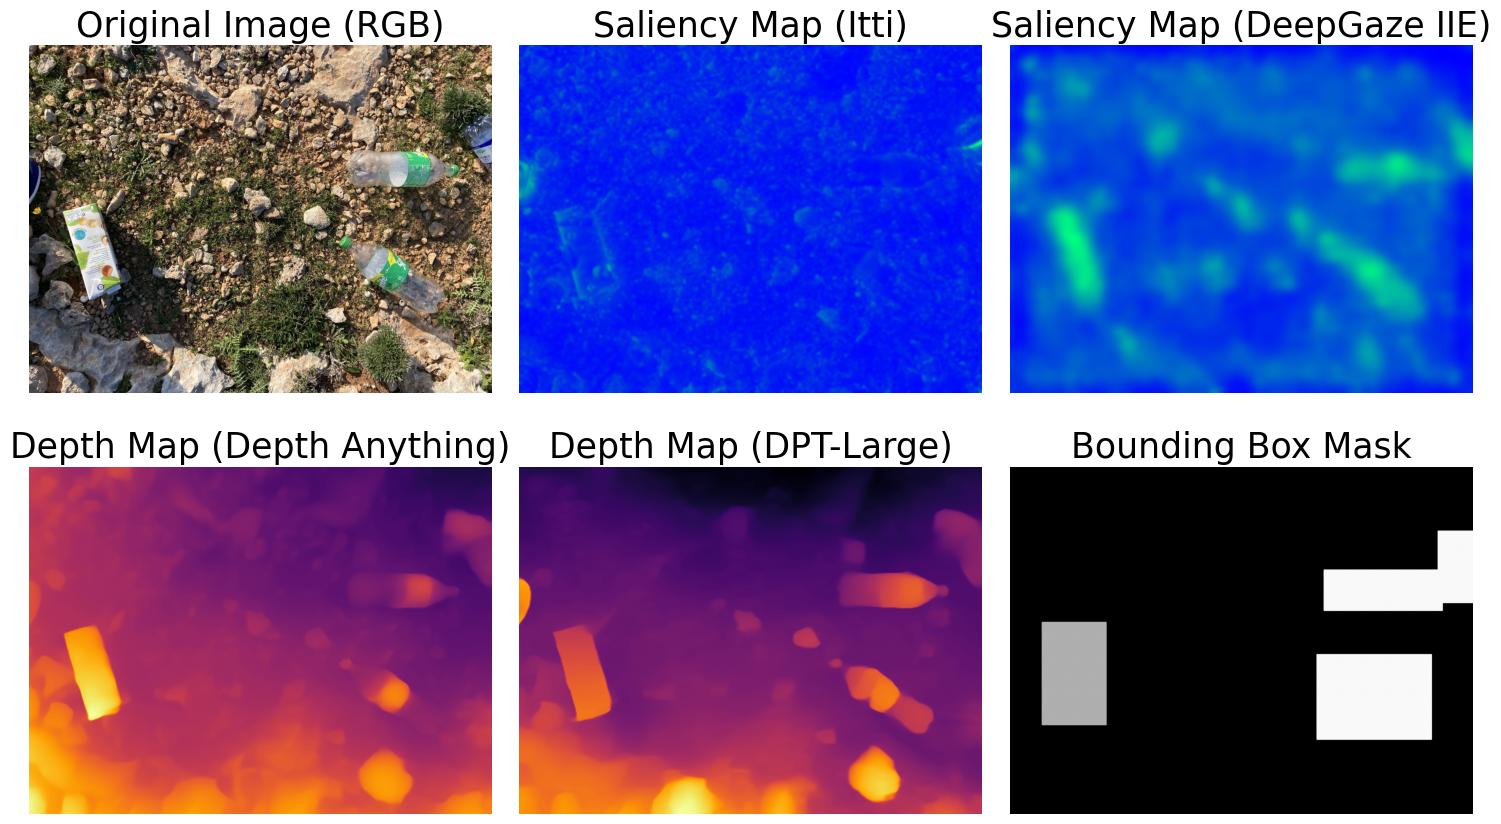 Original Image (RGB)
Saliency Map (Itti)
Saliency Map (DeepGaze IIE)
Depth Map (Depth Anything)
Depth Map (DPT-Large)
Bounding Box Mask